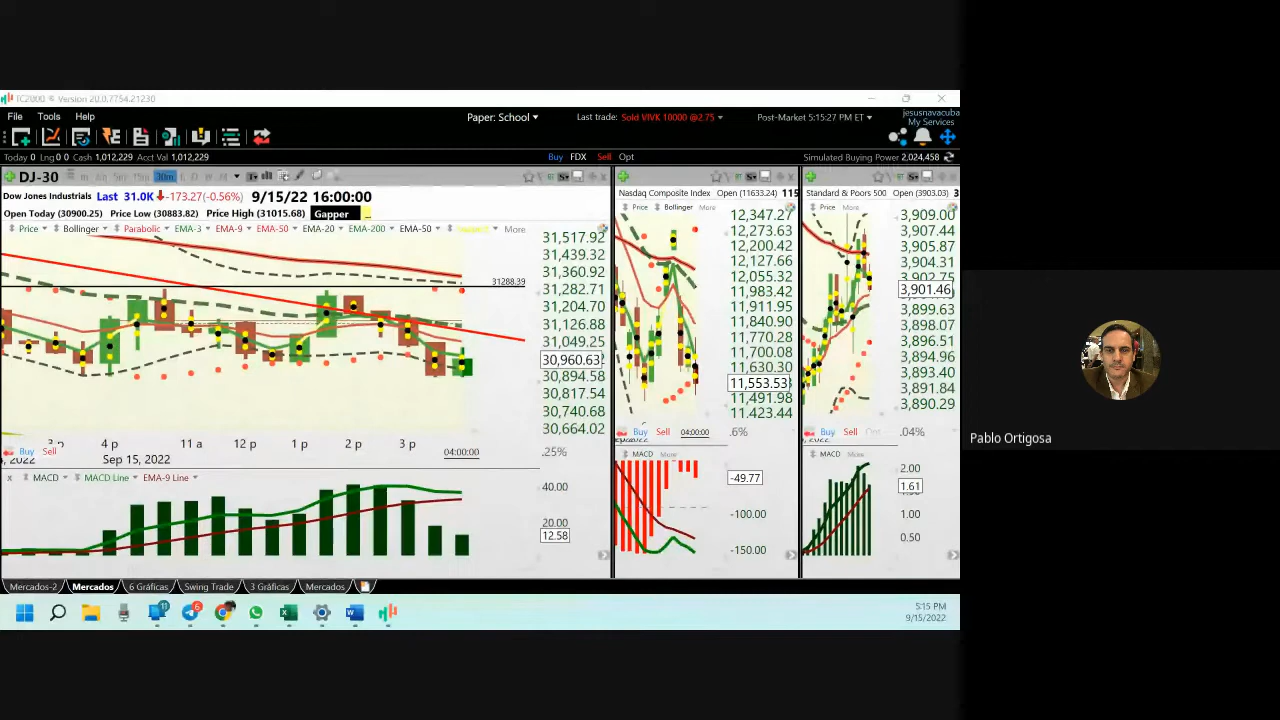 TC2000 Version 20.0.7754.21230
File Tools Help
Paper: School
Last trade: Sold VIVK 10000 @2.75
Post-Market 5:15:27 PM ET
jesusnavacuba
My Services
Today 0 Lng 0 0 Cash 1,012,229 Acct Val 1,012,229
Buy FDX Sell Opt
Simulated Buying Power 2,024,458
DJ-30
30m
Dow Jones Industrials Last 31.0K -173.27(-0.56%) 9/15/22 16:00:00
Open Today (30900.25) Price Low (30883.82) Price High (31015.68) Gapper
Price Bollinger Parabolic EMA-3 EMA-9 EMA-50 EMA-20 EMA-200 EMA-50 More
31,517.92
31,439.32
31,360.92
31288.39
31,282.71
31,204.70
31,126.88
31,049.25
30,960.63
30,894.58
30,817.54
30,740.68
30,664.02
3 p 4 p 11 a 12 p 1 p 2 p 3 p
Buy Sell
04:00:00
.25%
, 2022 Sep 15, 2022
x MACD MACD Line EMA-9 Line
40.00
20.00
12.58
Nasdaq Composite Index Open (11633.24) 115
Price Bollinger More
12,347.27
12,273.63
12,200.42
12,127.66
12,055.32
11,983.42
11,911.95
11,840.90
11,770.28
11,700.08
11,630.30
11,553.53
11,491.98
11,423.44
Buy Sell 04:00:00 .6%
MACD More
-49.77
-100.00
-150.00
Standard & Poors 500 Open (3903.03) 3
Price More
3,909.00
3,907.44
3,905.87
3,904.31
3,902.75
3,901.46
3,899.63
3,898.07
3,896.51
3,894.96
3,893.40
3,891.84
3,890.29
Buy Sell .04%
, 2022
MACD More
2.00
1.61
1.00
0.50
Mercados-2 Mercados 6 Gráficas Swing Trade 3 Gráficas Mercados
11
6
5:15 PM
9/15/2022
Pablo Ortigosa